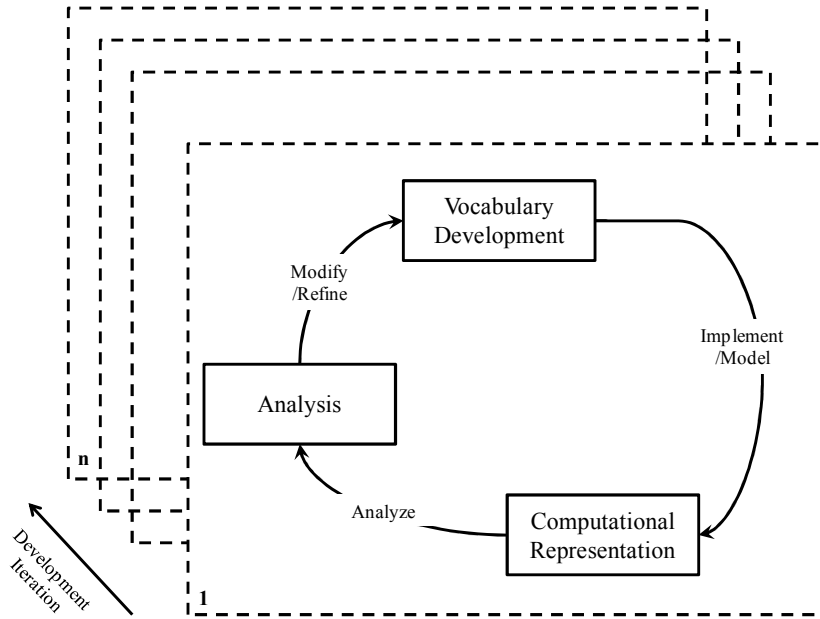 Vocabulary
Development
Modify
/Refine
Implement
/Model
Analysis
n
Analyze
Computational
Representation
Development
Iteration
1